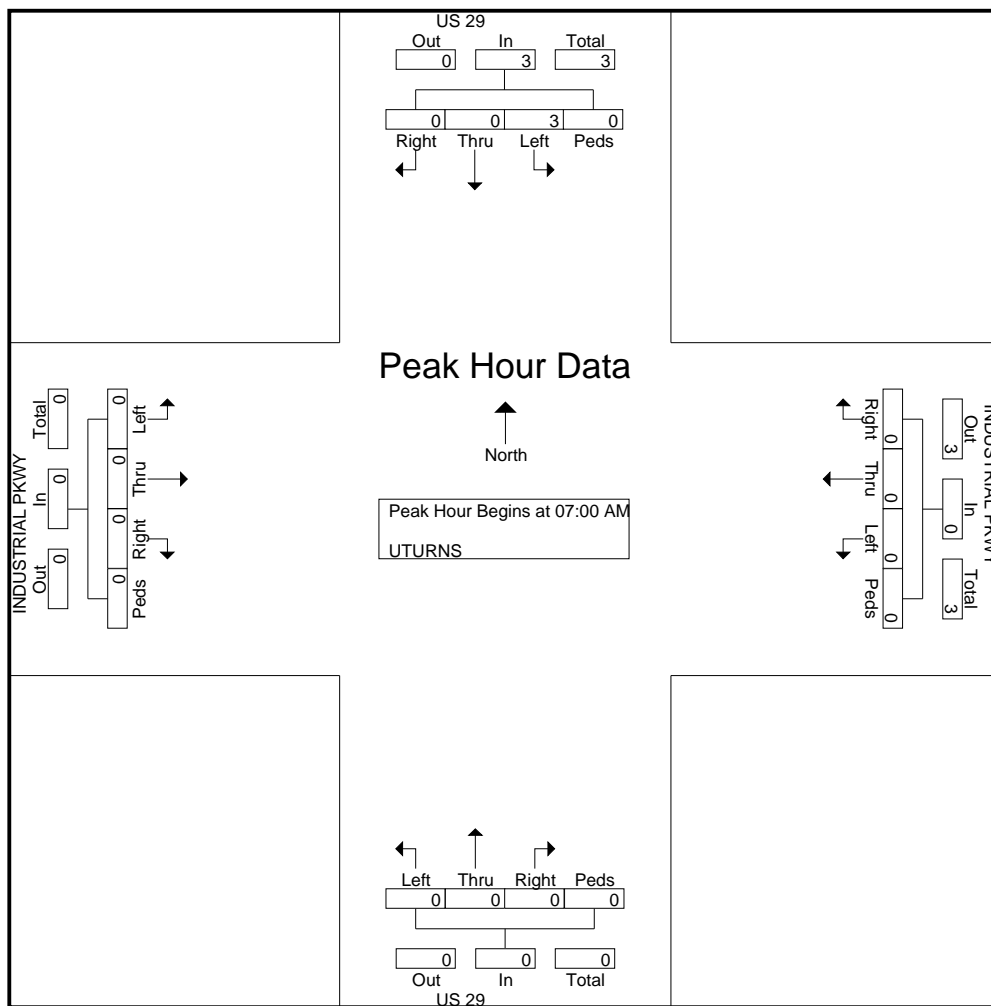 US 29
Out In Total
0 3 3
0 0 3 0
Right Thru Left Peds
Peak Hour Data
North
Peak Hour Begins at 07:00 AM
UTURNS
INDUSTRIAL PKWY
Total In Out
0 0 0
0 0 0 0
Left Thru Right Peds
Right Thru Left Peds
0 0 0 0
3 0 3
Out In Total
INDUSTRIAL PKWY
Left Thru Right Peds
0 0 0 0
0 0 0
Out In Total
US 29